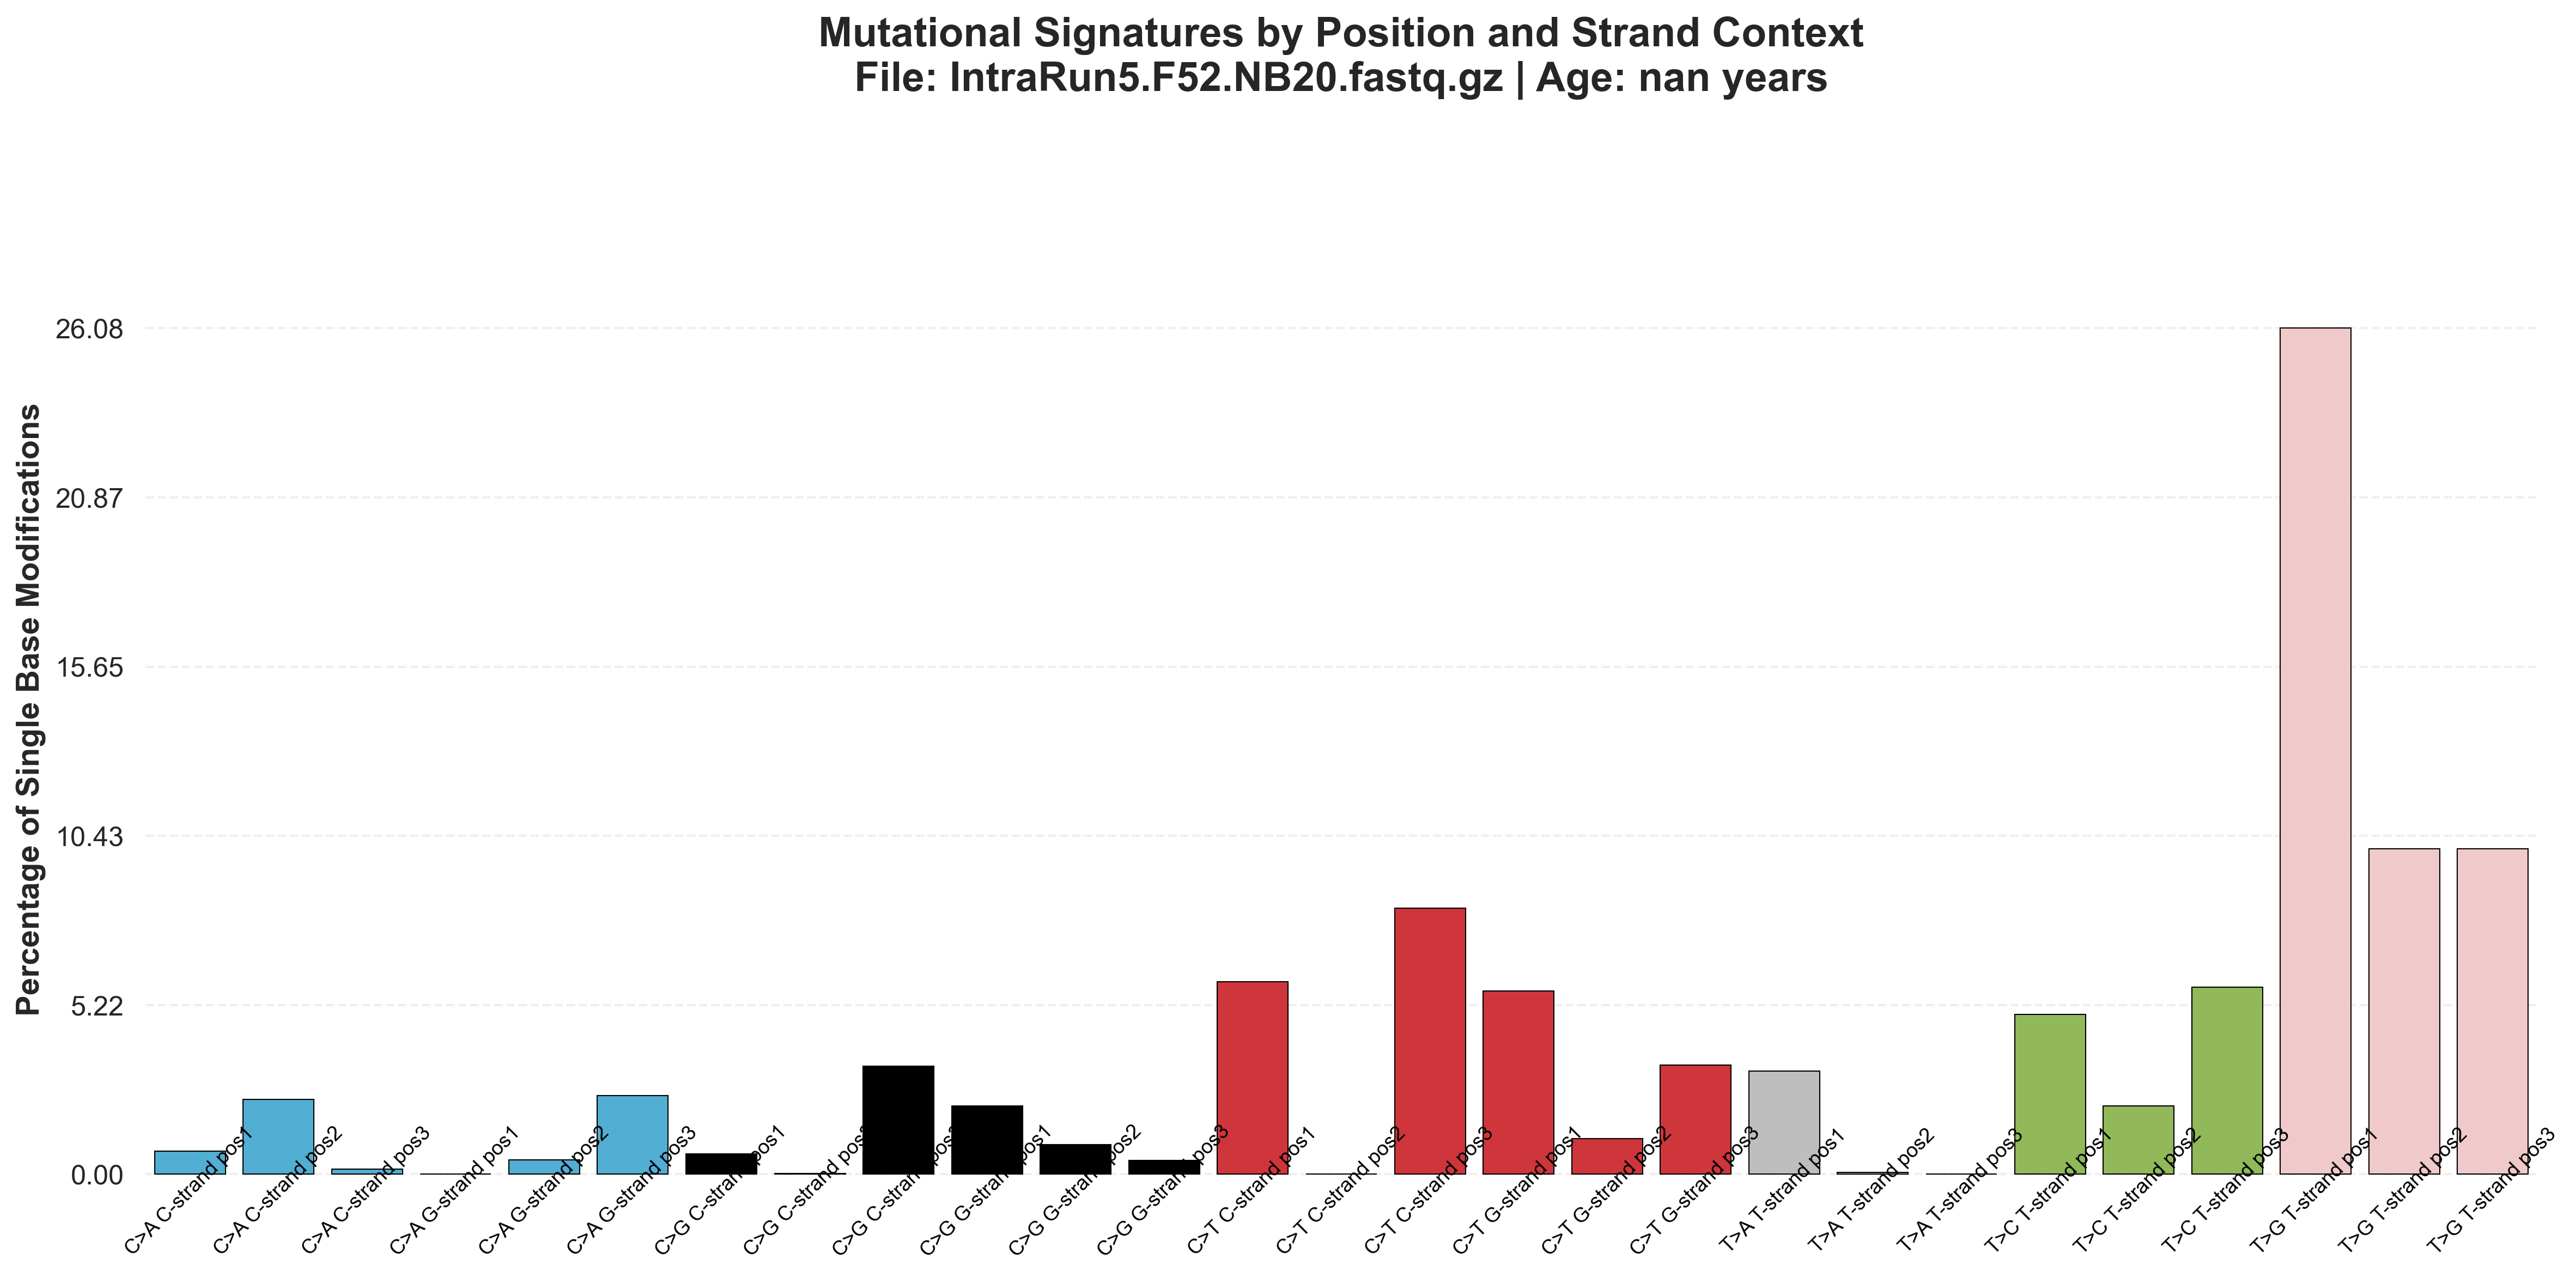 Mutational Signatures by Position and Strand Context
File: IntraRun5.F52.NB20.fastq.gz | Age: nan years
Percentage of Single Base Modifications
26.08
20.87
15.65
10.43
5.22
0.00
C>A C-strand pos1
C>A C-strand pos2
C>A C-strand pos3
C>A G-strand pos1
C>A G-strand pos2
C>A G-strand pos3
C>G C-strand pos1
C>G C-strand pos2
C>G C-strand pos3
C>G G-strand pos1
C>G G-strand pos2
C>G G-strand pos3
C>T C-strand pos1
C>T C-strand pos2
C>T C-strand pos3
C>T G-strand pos1
C>T G-strand pos2
C>T G-strand pos3
T>A T-strand pos1
T>A T-strand pos2
T>A T-strand pos3
T>C T-strand pos1
T>C T-strand pos2
T>C T-strand pos3
T>G T-strand pos1
T>G T-strand pos2
T>G T-strand pos3